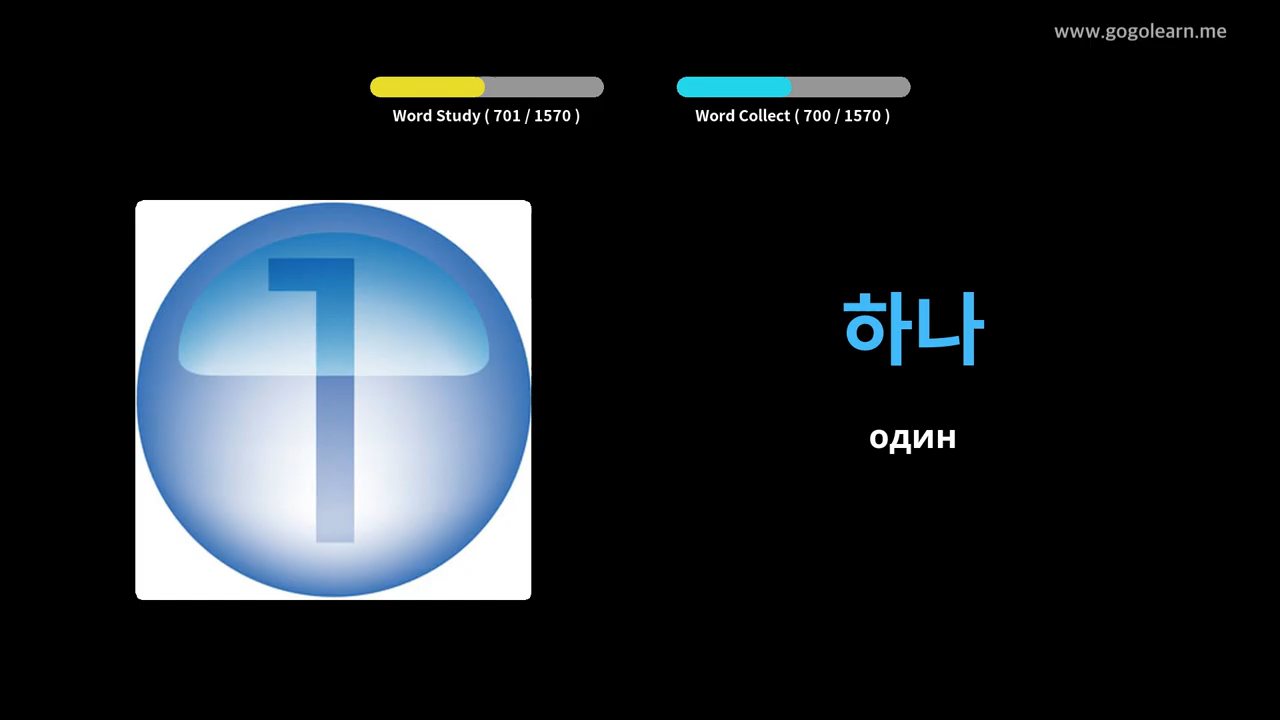 www.gogolearn.me
Word Study ( 701 / 1570 )
Word Collect ( 700 / 1570 )
1
하나
один